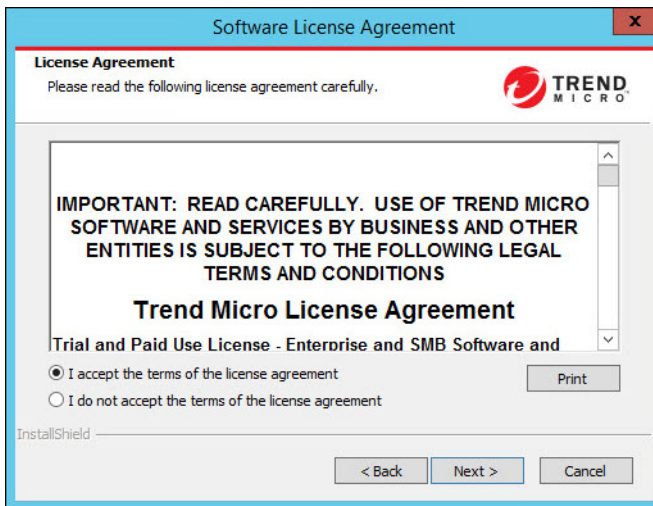 Software License Agreement
x
License Agreement
Please read the following license agreement carefully.
TREND
MICRO
IMPORTANT: READ CAREFULLY. USE OF TREND MICRO
SOFTWARE AND SERVICES BY BUSINESS AND OTHER
ENTITIES IS SUBJECT TO THE FOLLOWING LEGAL
TERMS AND CONDITIONS
Trend Micro License Agreement
Trial and Paid Use License - Enterprise and SMB Software and
I accept the terms of the license agreement
Print
I do not accept the terms of the license agreement
InstallShield
< Back
Next >
Cancel